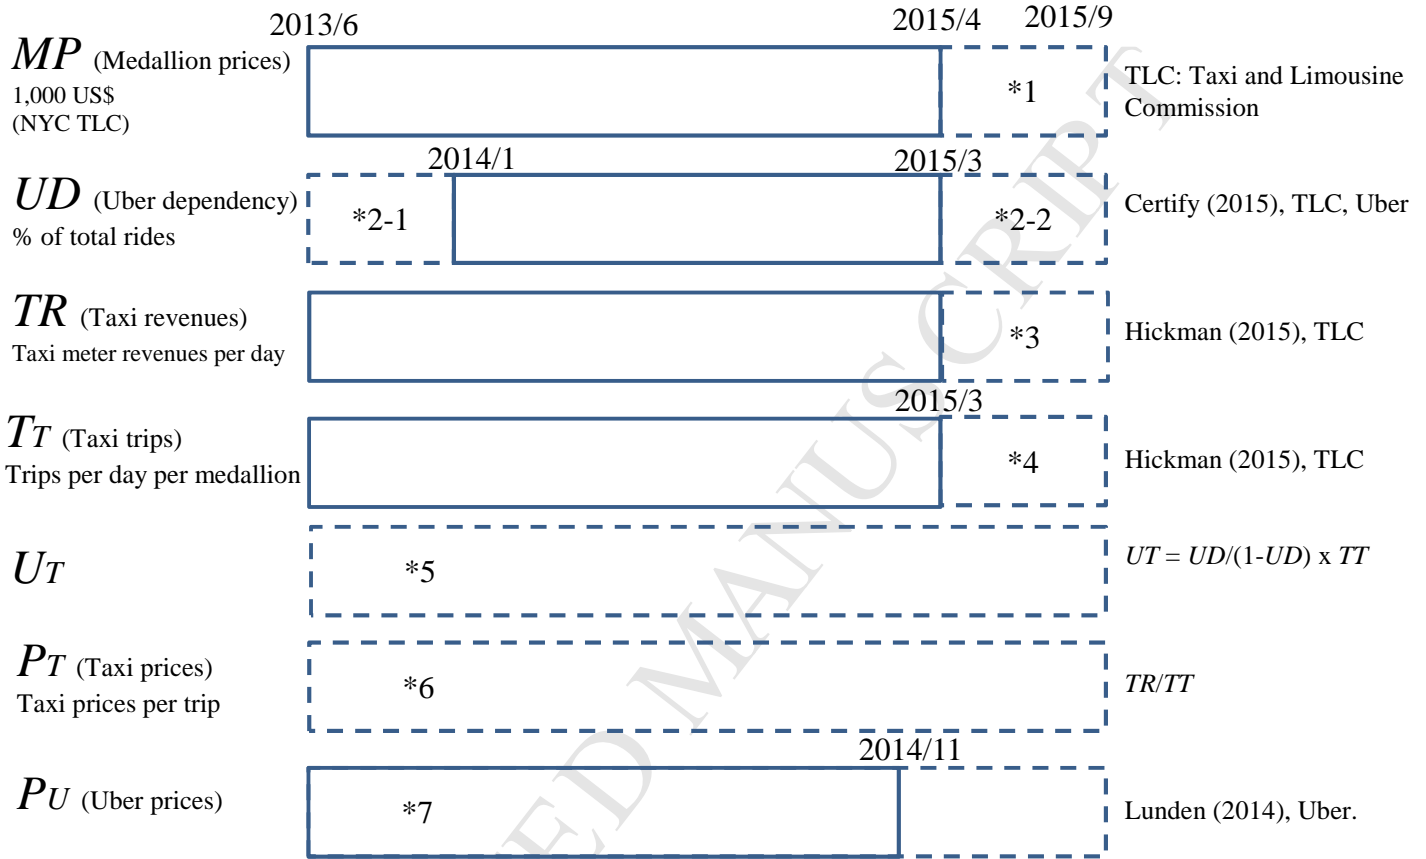 2013/6 2015/4 2015/9
MP (Medallion prices)
1,000 US$
(NYC TLC)
*1
TLC: Taxi and Limousine
Commission
2014/1 2015/3
UD (Uber dependency)
% of total rides
*2-1 *2-2
Certify (2015), TLC, Uber
TR (Taxi revenues)
Taxi meter revenues per day
*3
Hickman (2015), TLC
2015/3
TT (Taxi trips)
Trips per day per medallion
*4
Hickman (2015), TLC
UT
*5
UT = UD/(1-UD) x TT
PT (Taxi prices)
Taxi prices per trip
*6
TR/TT
2014/11
PU (Uber prices)
*7
Lunden (2014), Uber.
ED MANUSCRIPT